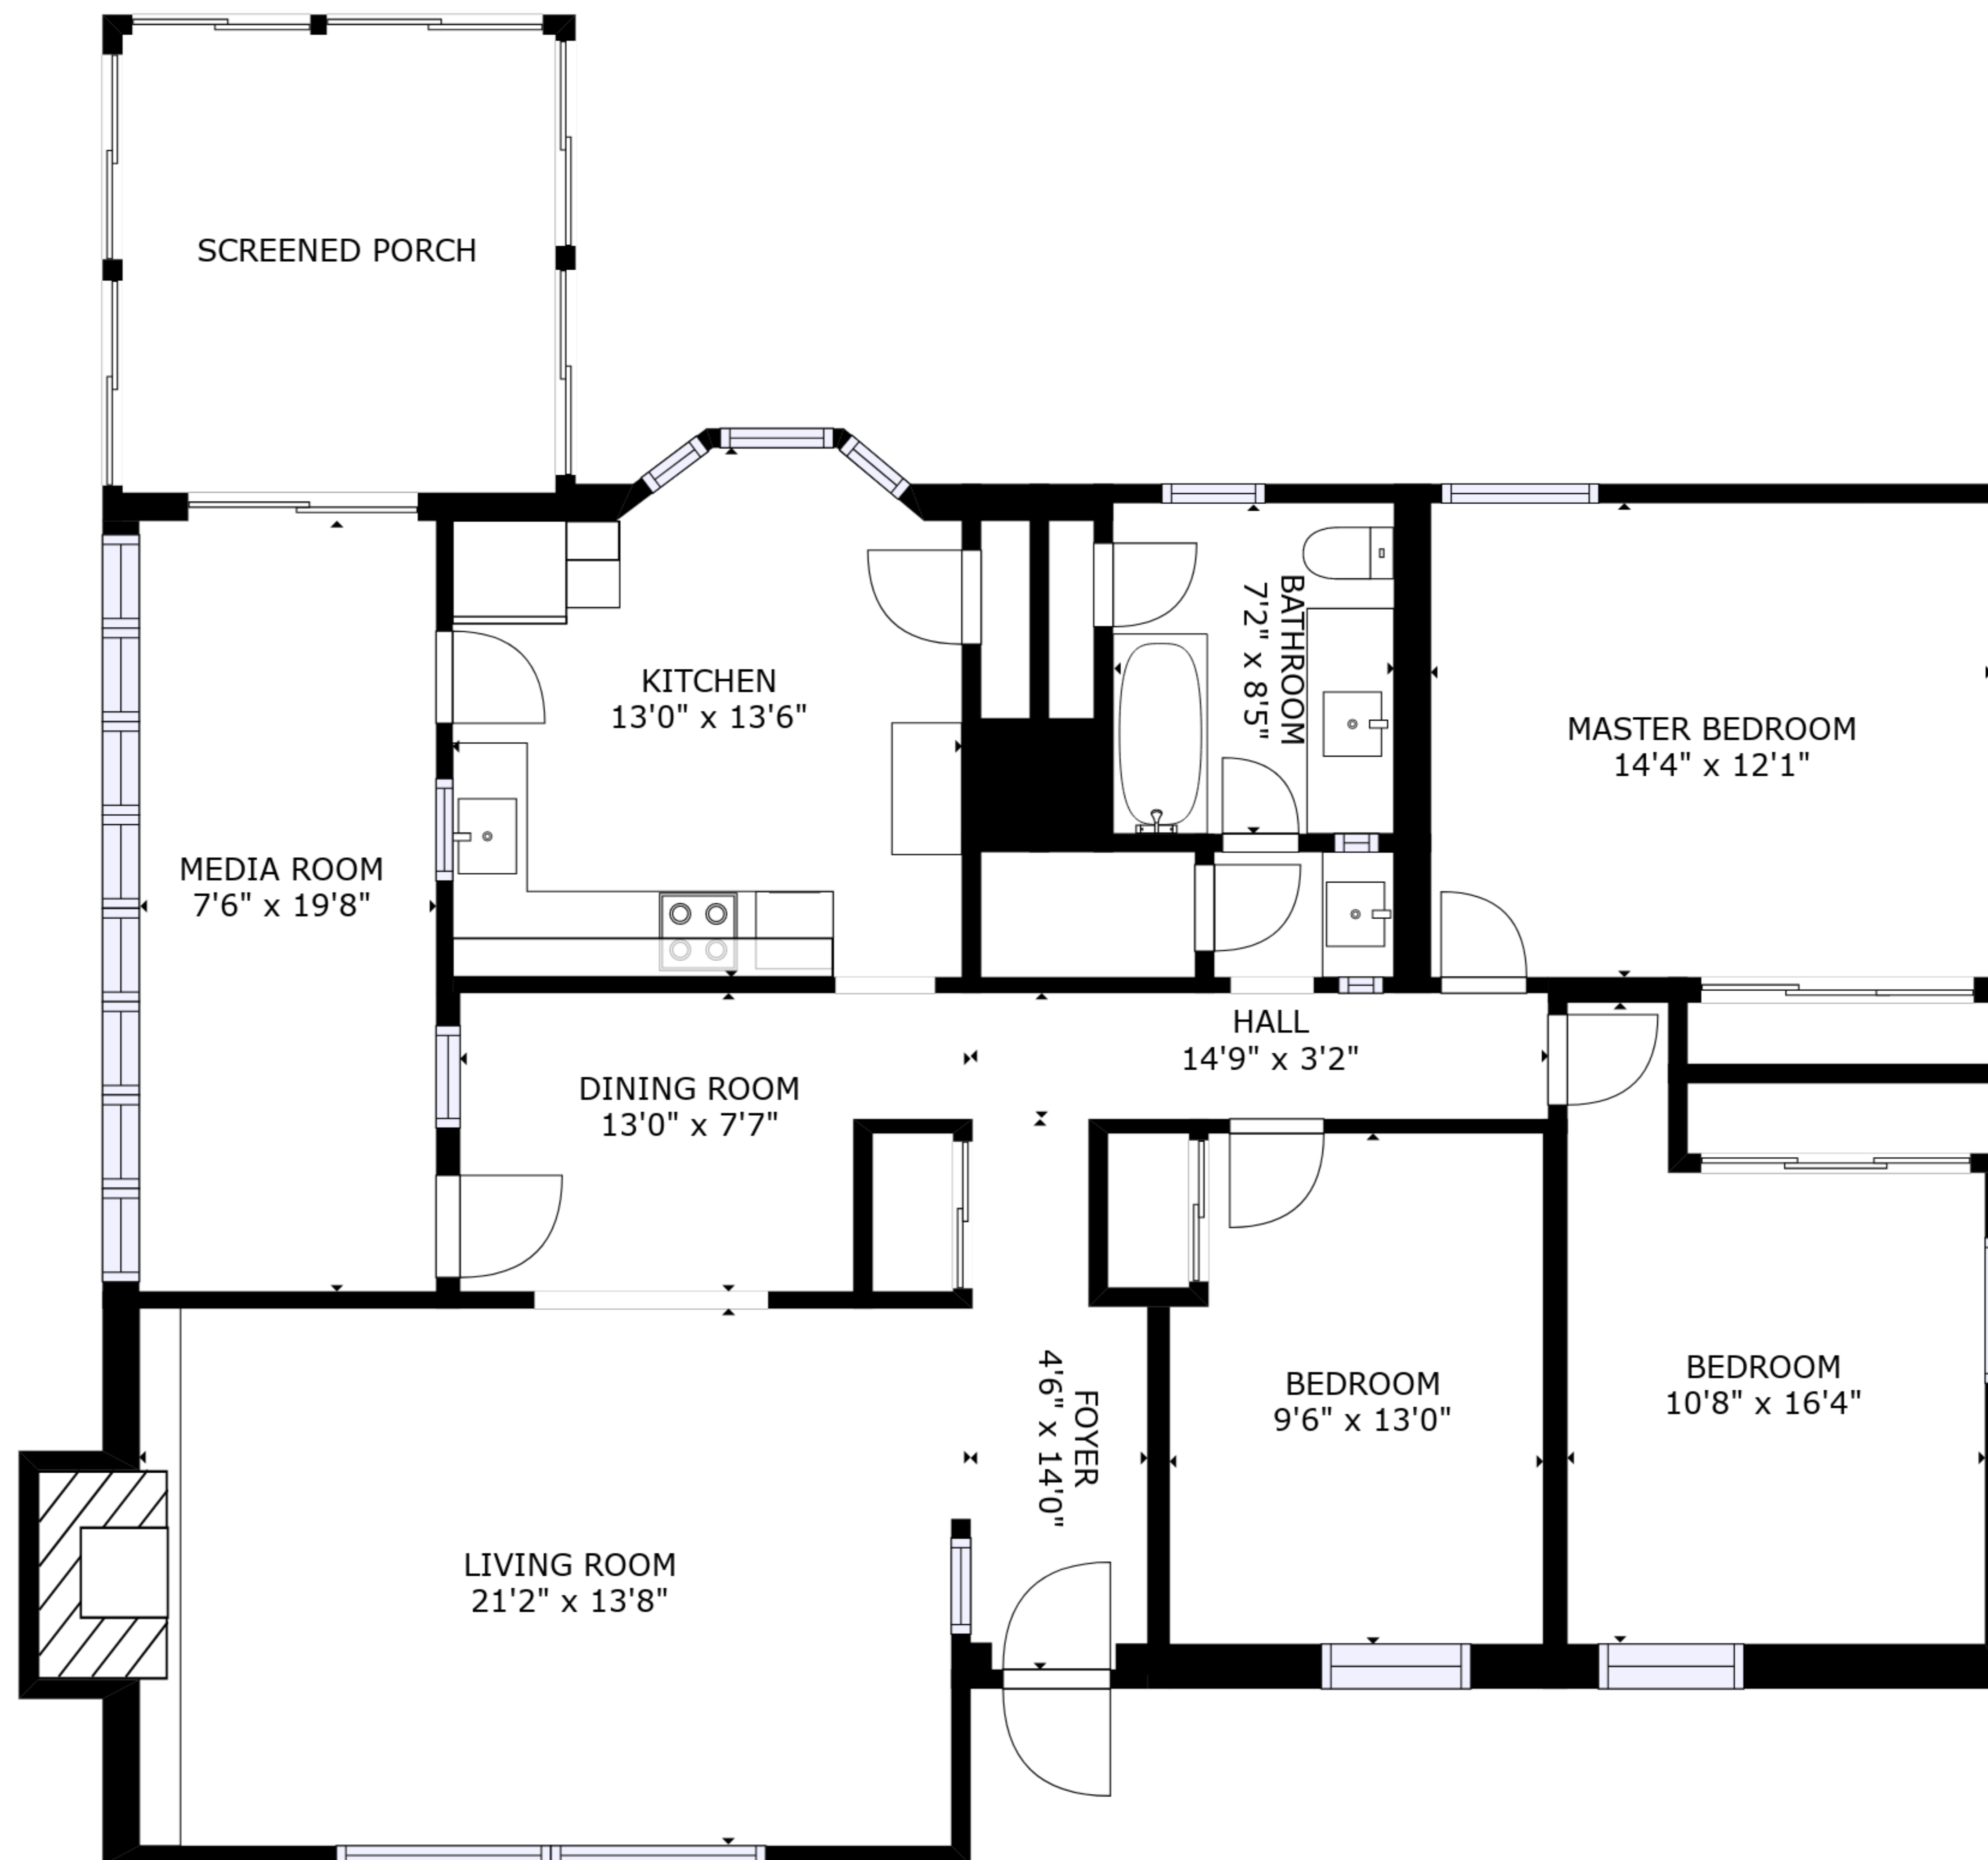 SCREENED PORCH
KITCHEN
13'0" x 13'6"
BATHROOM
7'2" x 8'5"
MASTER BEDROOM
14'4" x 12'1"
MEDIA ROOM
7'6" x 19'8"
HALL
14'9" x 3'2"
DINING ROOM
13'0" x 7'7"
FOYER
4'6" x 14'0"
BEDROOM
9'6" x 13'0"
BEDROOM
10'8" x 16'4"
LIVING ROOM
21'2" x 13'8"